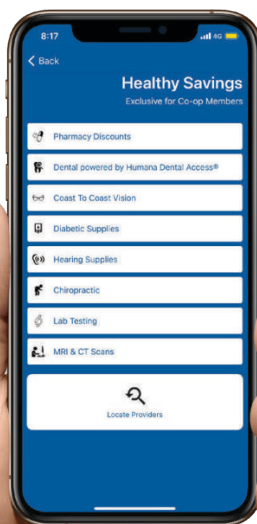 8:17
4G
Back
Healthy Savings
Exclusive for Co-op Members
Pharmacy Discounts
Dental powered by Humana Dental Access®
Coast To Coast Vision
Diabetic Supplies
Hearing Supplies
Chiropractic
Lab Testing
MRI & CT Scans
Locate Providers